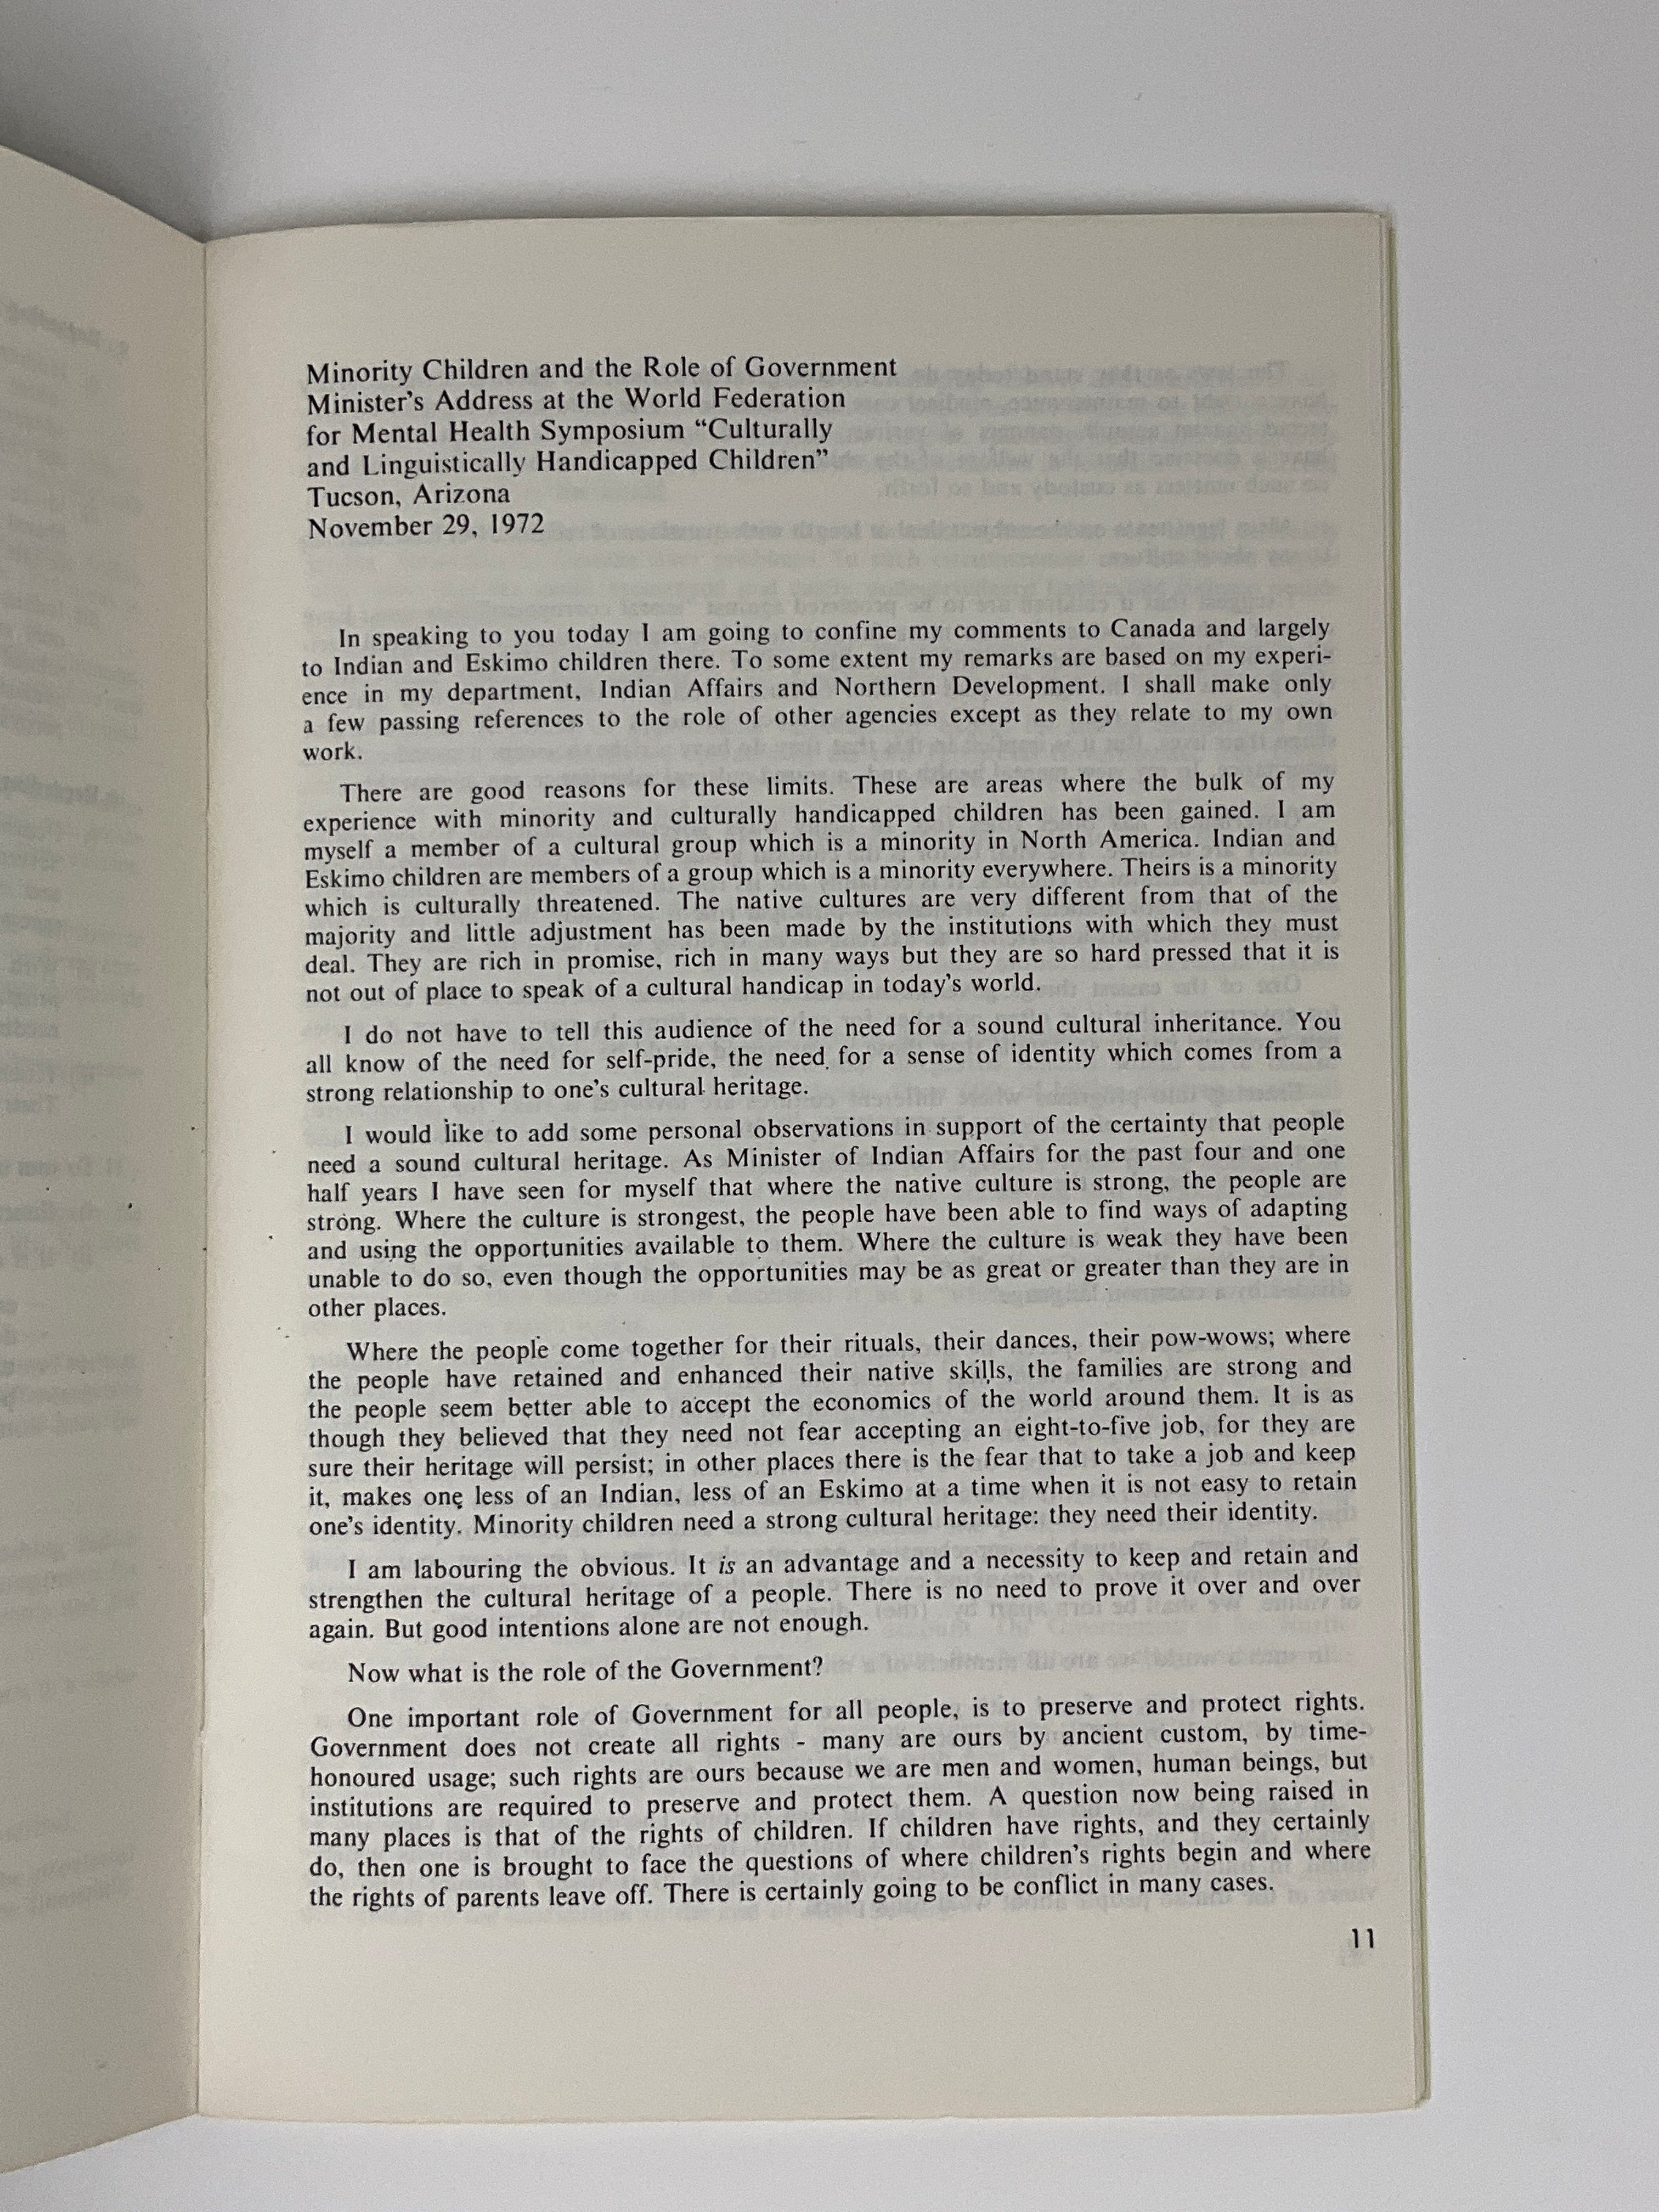 Minority Children and the Role of Government
Minister's Address at the World Federation
for Mental Health Symposium “Culturally
and Linguistically Handicapped Children”
Tucson, Arizona
November 29, 1972
In speaking to you today I am going to confine my comments to Canada and largely
to Indian and Eskimo children there. To some extent my remarks are based on my experi-
ence in my department, Indian Affairs and Northern Development. I shall make only
a few passing references to the role of other agencies except as they relate to my own
work.
There are good reasons for these limits. These are areas where the bulk of my
experience with minority and culturally handicapped children has been gained. I am
myself a member of a cultural group which is a minority in North America. Indian and
Eskimo children are members of a group which is a minority everywhere. Theirs is a minority
which is culturally threatened. The native cultures are very different from that of the
majority and little adjustment has been made by the institutions with which they must
deal. They are rich in promise, rich in many ways but they are so hard pressed that it is
not out of place to speak of a cultural handicap in today's world.
I do not have to tell this audience of the need for a sound cultural inheritance. You
all know of the need for self-pride, the need for a sense of identity which comes from a
strong relationship to one's cultural heritage.
I would like to add some personal observations in support of the certainty that people
need a sound cultural heritage. As Minister of Indian Affairs for the past four and one
half years I have seen for myself that where the native culture is strong, the people are
strong. Where the culture is strongest, the people have been able to find ways of adapting
and using the opportunities available to them. Where the culture is weak they have been
unable to do so, even though the opportunities may be as great or greater than they are in
other places.
Where the people come together for their rituals, their dances, their pow-wows; where
the people have retained and enhanced their native skills, the families are strong and
the people seem better able to accept the economics of the world around them. It is as
though they believed that they need not fear accepting an eight-to-five job, for they are
sure their heritage will persist; in other places there is the fear that to take a job and keep
it, makes one less of an Indian, less of an Eskimo at a time when it is not easy to retain
one's identity. Minority children need a strong cultural heritage: they need their identity.
I am labouring the obvious. It is an advantage and a necessity to keep and retain and
strengthen the cultural heritage of a people. There is no need to prove it over and over
again. But good intentions alone are not enough.
Now what is the role of the Government?
One important role of Government for all people, is to preserve and protect rights.
Government does not create all rights - many are ours by ancient custom, by time-
honoured usage; such rights are ours because we are men and women, human beings, but
institutions are required to preserve and protect them. A question now being raised in
many places is that of the rights of children. If children have rights, and they certainly
do, then one is brought to face the questions of where children's rights begin and where
the rights of parents leave off. There is certainly going to be conflict in many cases.
11